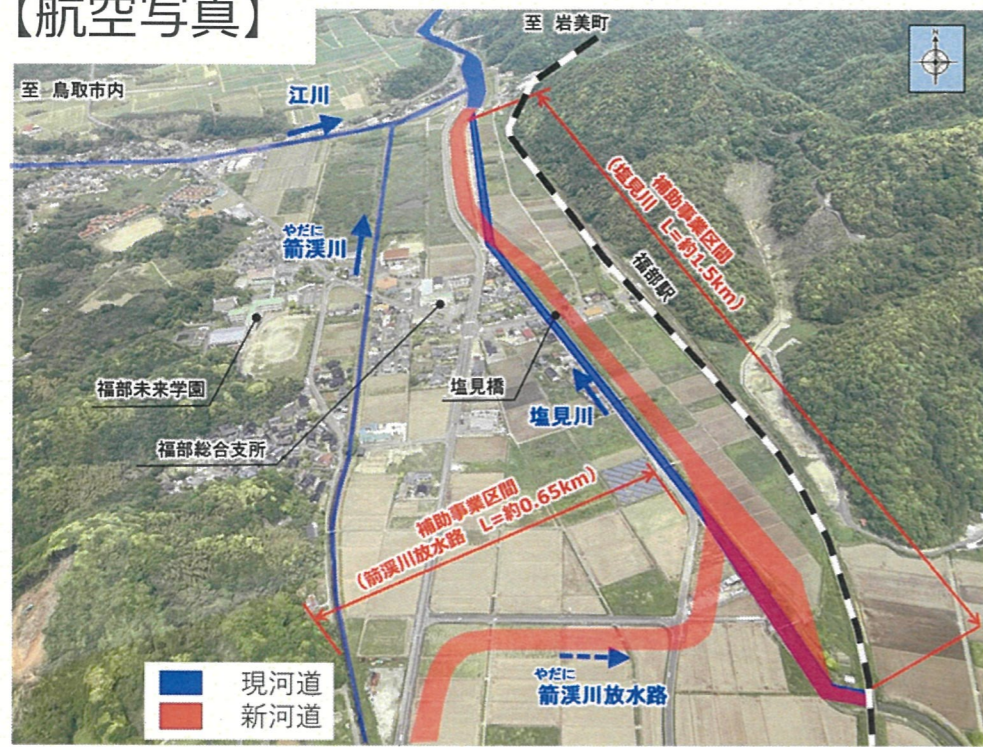 【航空写真】
至 岩美町
N
至 鳥取市内
江川
やだに
箭渓川
補助事業区間
(塩見川 L=約1.5km)
福部駅
福部未来学園
塩見橋
福部総合支所
塩見川
補助事業区間
(箭渓川放水路 L=約0.65km)
やだに
箭渓川放水路
現河道
新河道